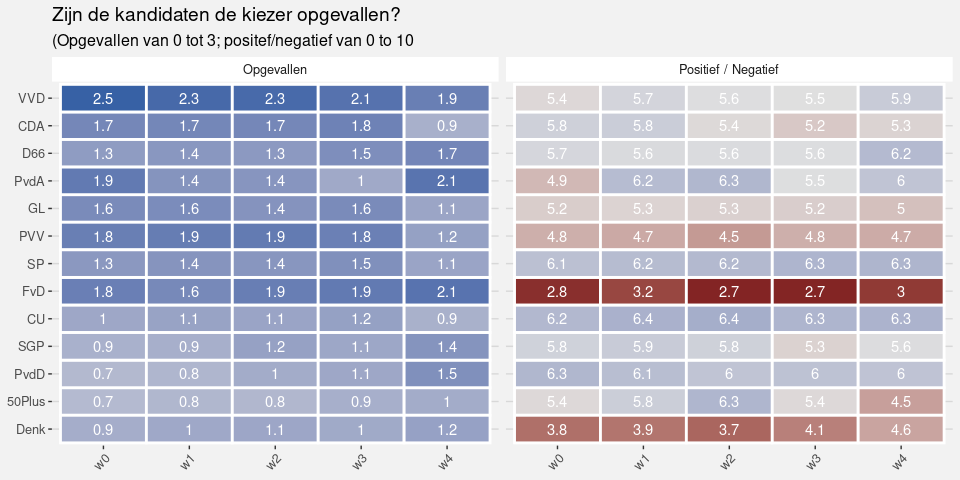 Zijn de kandidaten de kiezer opgevallen?
(Opgevallen van 0 tot 3; positef/negatief van 0 to 10
Opgevallen Positief / Negatief
VVD 2.5 2.3 2.3 2.1 1.9 5.4 5.7 5.6 5.5 5.9
CDA 1.7 1.7 1.7 1.8 0.9 5.8 5.8 5.4 5.2 5.3
D66 1.3 1.4 1.3 1.5 1.7 5.7 5.6 5.6 5.6 6.2
PvdA 1.9 1.4 1.4 1 2.1 4.9 6.2 6.3 5.5 6
GL 1.6 1.6 1.4 1.6 1.1 5.2 5.3 5.3 5.2 5
PVV 1.8 1.9 1.9 1.8 1.2 4.8 4.7 4.5 4.8 4.7
SP 1.3 1.4 1.4 1.5 1.1 6.1 6.2 6.2 6.3 6.3
FvD 1.8 1.6 1.9 1.9 2.1 2.8 3.2 2.7 2.7 3
CU 1 1.1 1.1 1.2 0.9 6.2 6.4 6.4 6.3 6.3
SGP 0.9 0.9 1.2 1.1 1.4 5.8 5.9 5.8 5.3 5.6
PvdD 0.7 0.8 1 1.1 1.5 6.3 6.1 6 6 6
50Plus 0.7 0.8 0.8 0.9 1 5.4 5.8 6.3 5.4 4.5
Denk 0.9 1 1.1 1 1.2 3.8 3.9 3.7 4.1 4.6
w0 w1 w2 w3 w4 w0 w1 w2 w3 w4